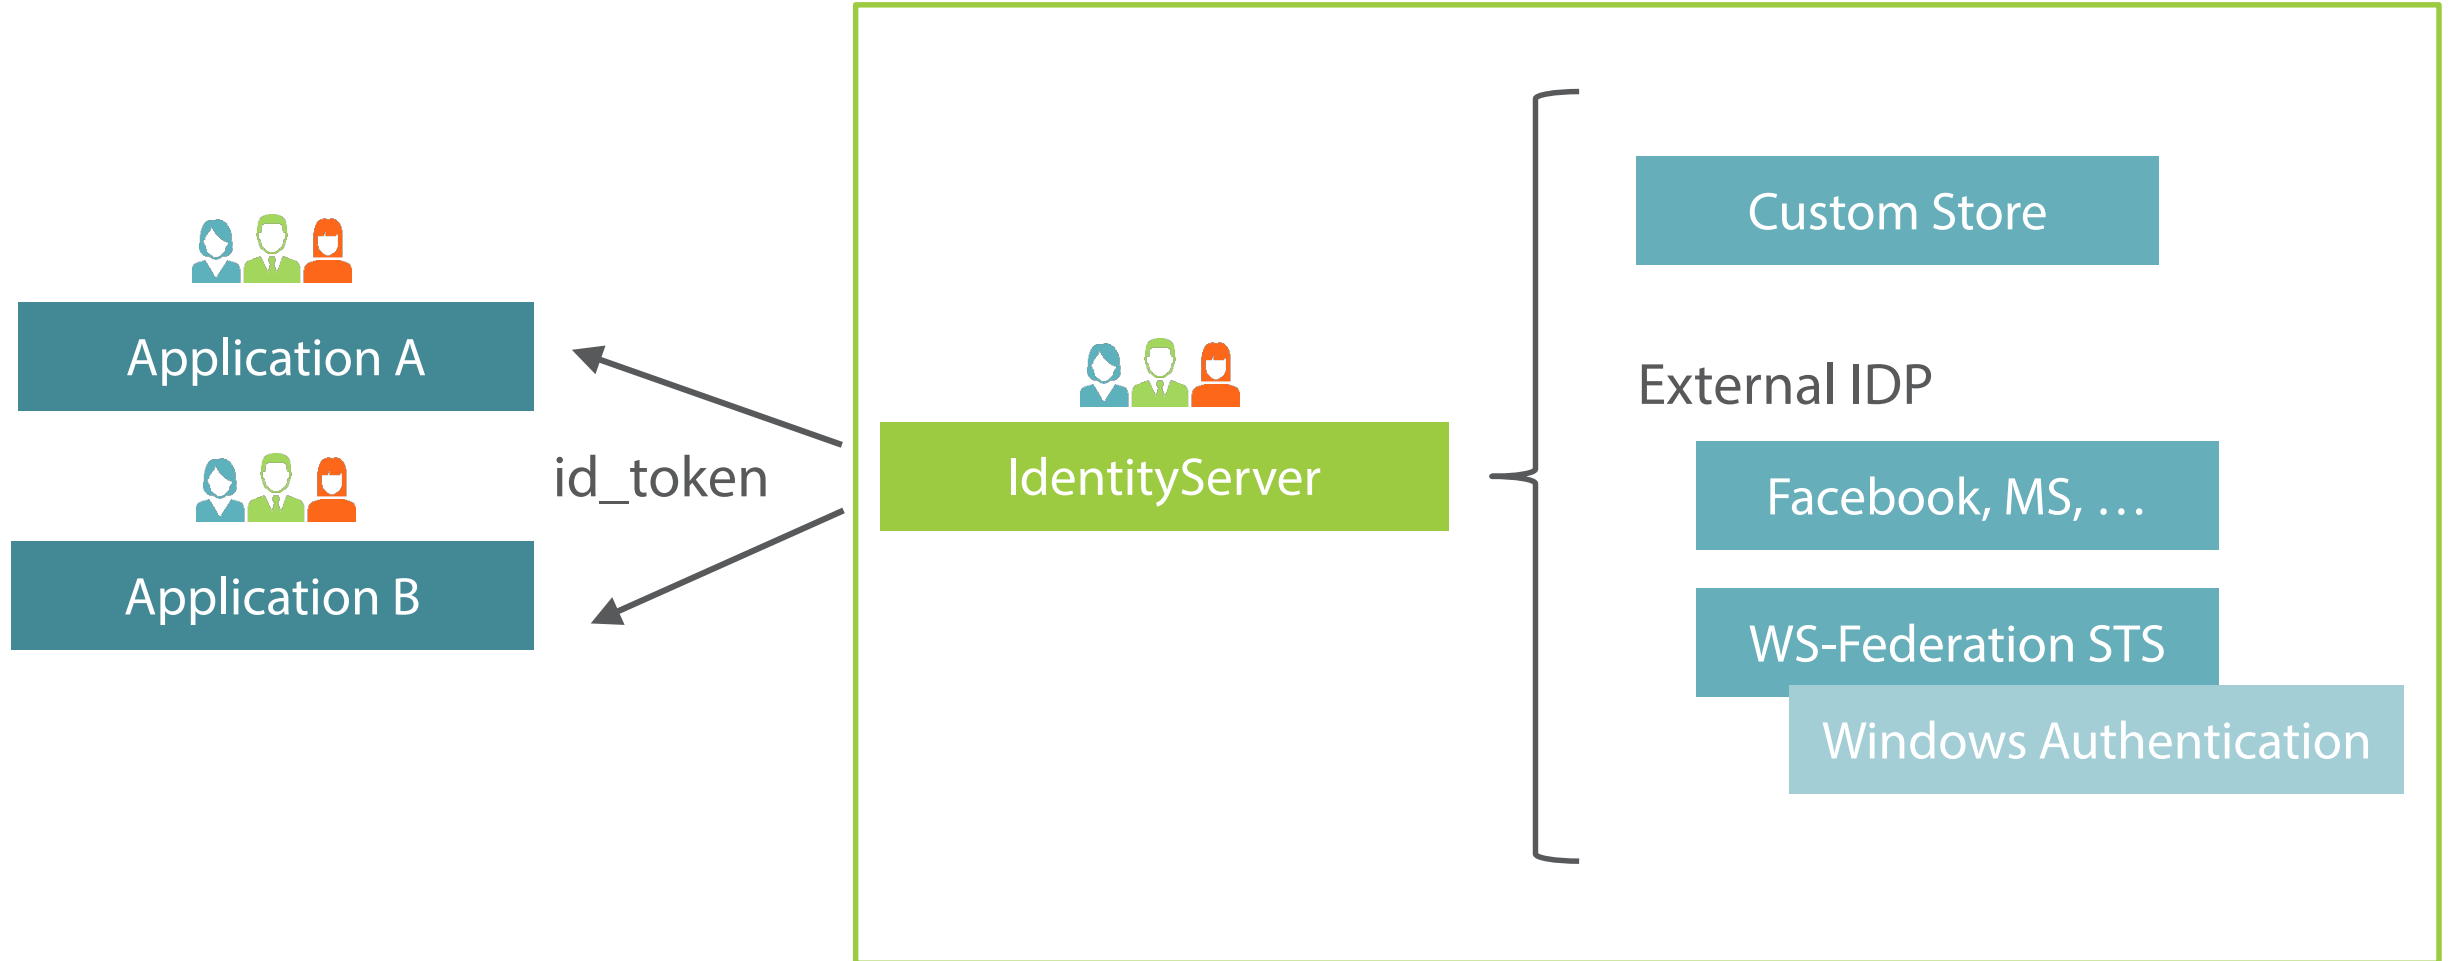 Application A
Application B
id_token
IdentityServer
Custom Store
External IDP
Facebook, MS, …
WS-Federation STS
Windows Authentication